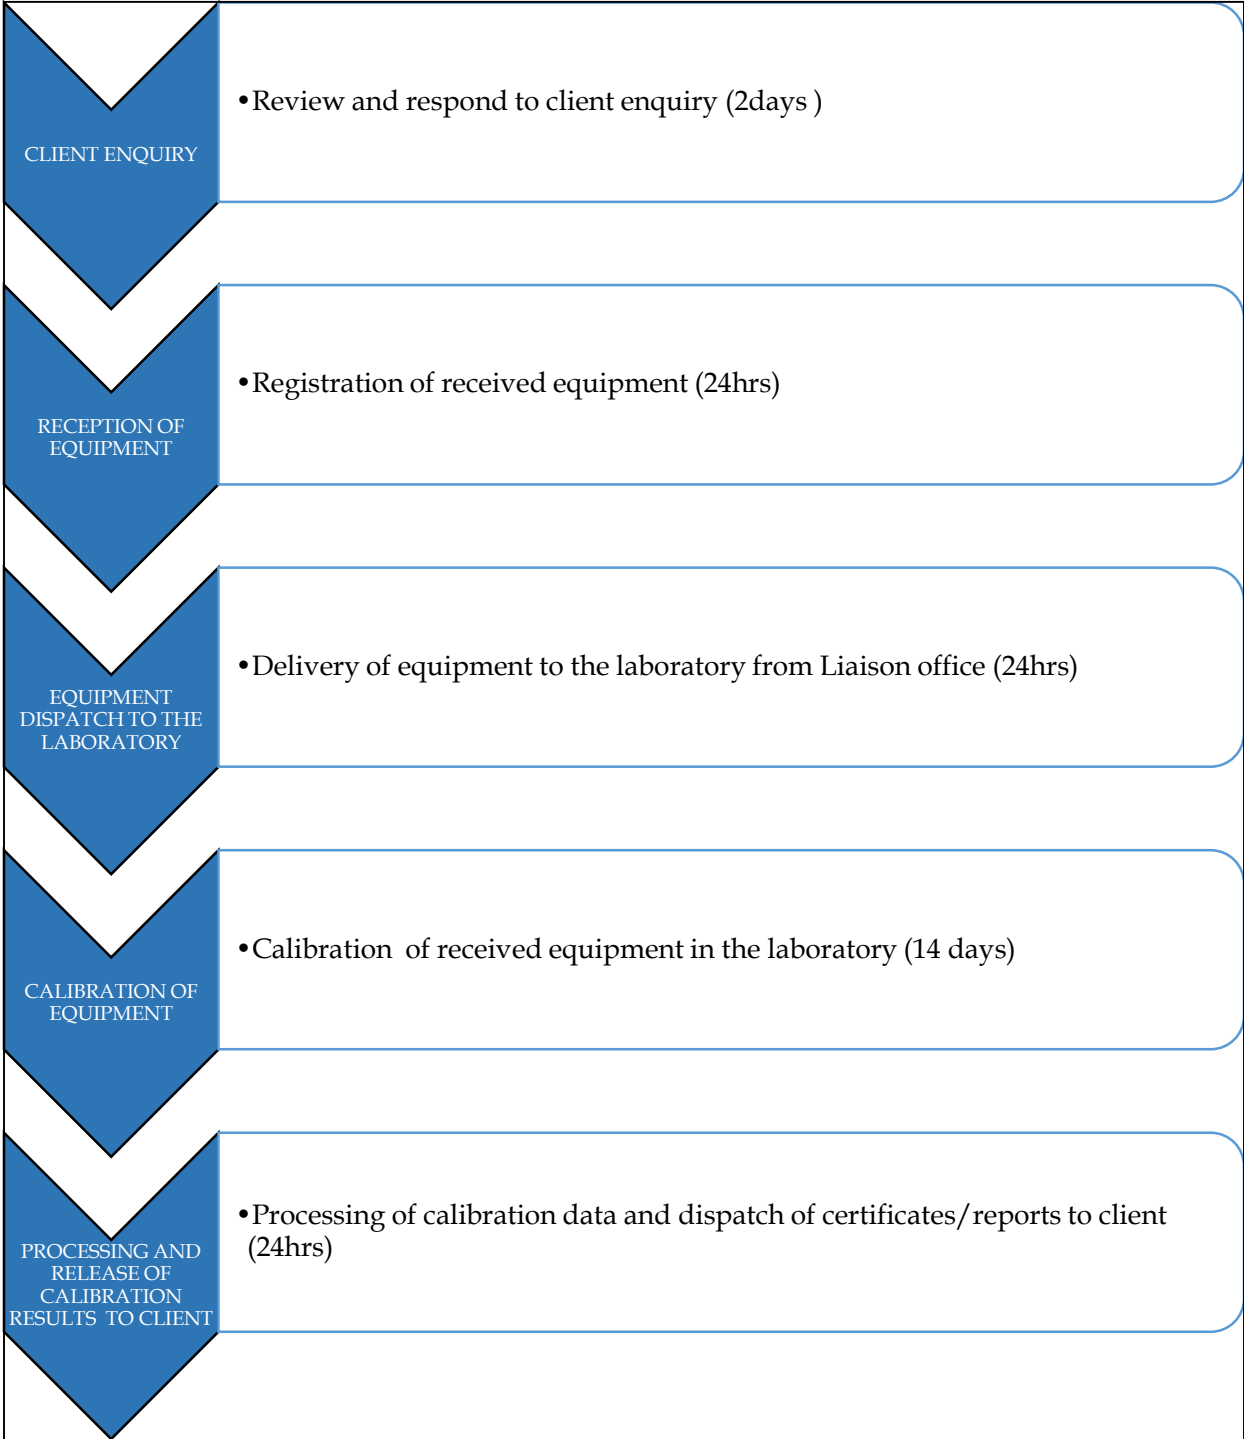 CLIENT ENQUIRY
•Review and respond to client enquiry (2days )
RECEPTION OF
EQUIPMENT
•Registration of received equipment (24hrs)
EQUIPMENT
DISPATCH TO THE
LABORATORY
•Delivery of equipment to the laboratory from Liaison office (24hrs)
CALIBRATION OF
EQUIPMENT
•Calibration  of received equipment in the laboratory (14 days)
PROCESSING AND
RELEASE OF
CALIBRATION
RESULTS  TO CLIENT
•Processing of calibration data and dispatch of certificates/reports to client
(24hrs)